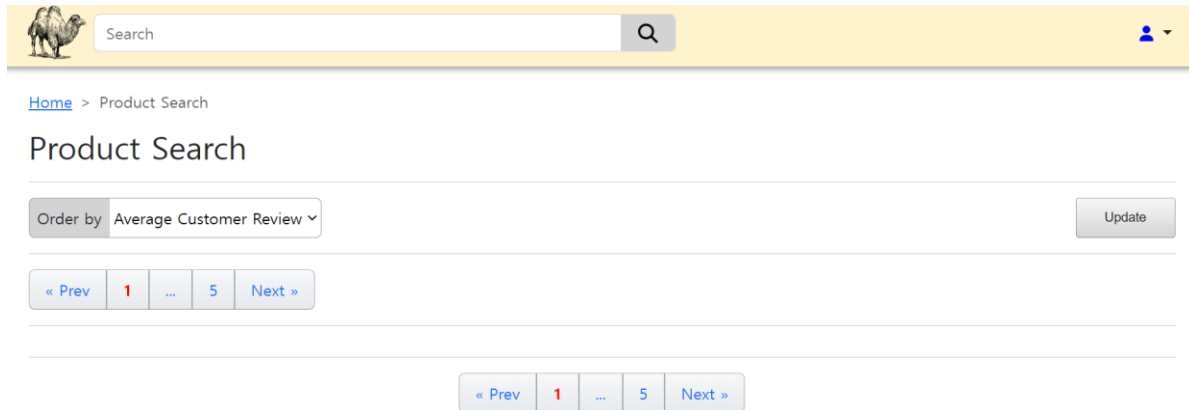 Search
Home > Product Search
Product Search
Order by Average Customer Review Update
« Prev 1 ... 5 Next »
« Prev 1 ... 5 Next »